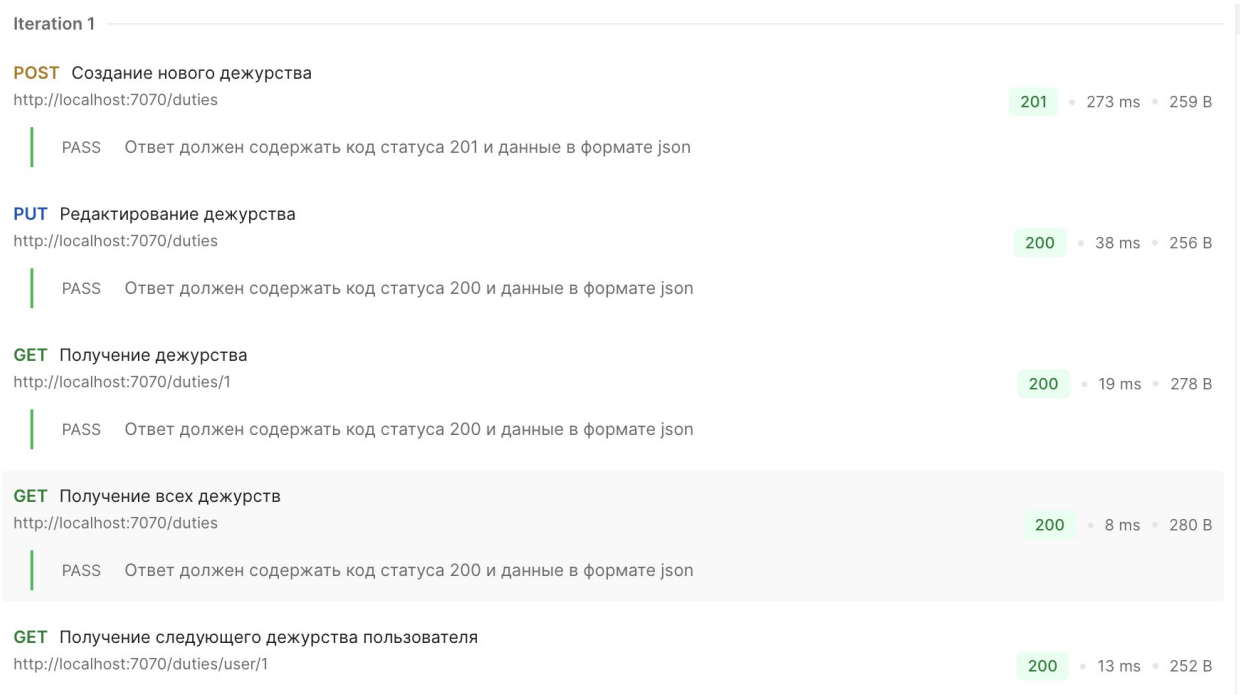 Iteration 1
POST Создание нового дежурства
http://localhost:7070/duties
201 • 273 ms • 259 B
PASS Ответ должен содержать код статуса 201 и данные в формате json
PUT Редактирование дежурства
http://localhost:7070/duties
200 • 38 ms • 256 B
PASS Ответ должен содержать код статуса 200 и данные в формате json
GET Получение дежурства
http://localhost:7070/duties/1
200 • 19 ms • 278 B
PASS Ответ должен содержать код статуса 200 и данные в формате json
GET Получение всех дежурств
http://localhost:7070/duties
200 • 8 ms • 280 B
PASS Ответ должен содержать код статуса 200 и данные в формате json
GET Получение следующего дежурства пользователя
http://localhost:7070/duties/user/1
200 • 13 ms • 252 B